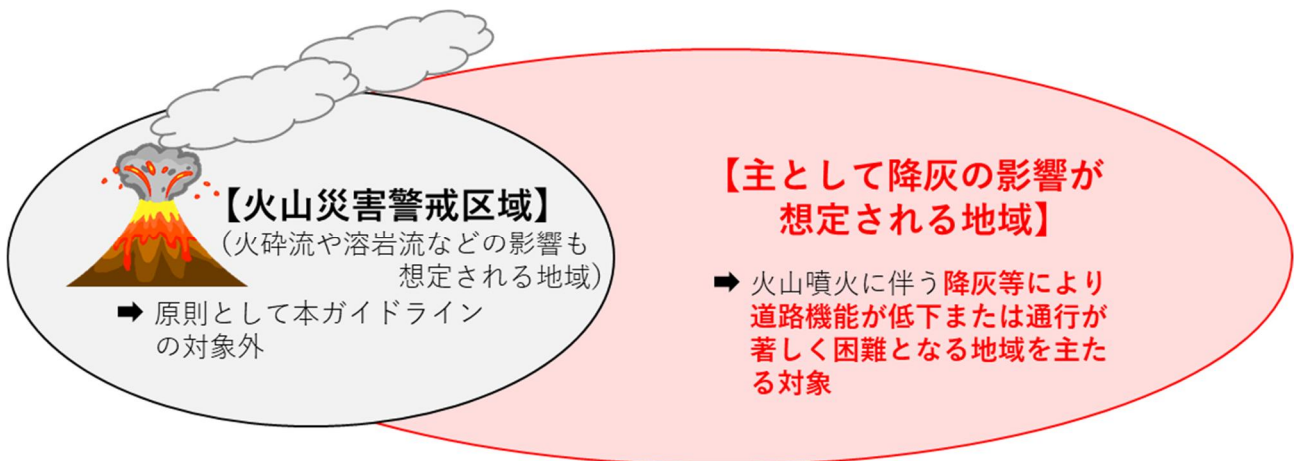 【火山災害警戒区域】
（火砕流や溶岩流などの影響も
想定される地域）
➡ 原則として本ガイドライン
の対象外
【主として降灰の影響が
想定される地域】
➡ 火山噴火に伴う降灰等により
道路機能が低下または通行が
著しく困難となる地域を主た
る対象